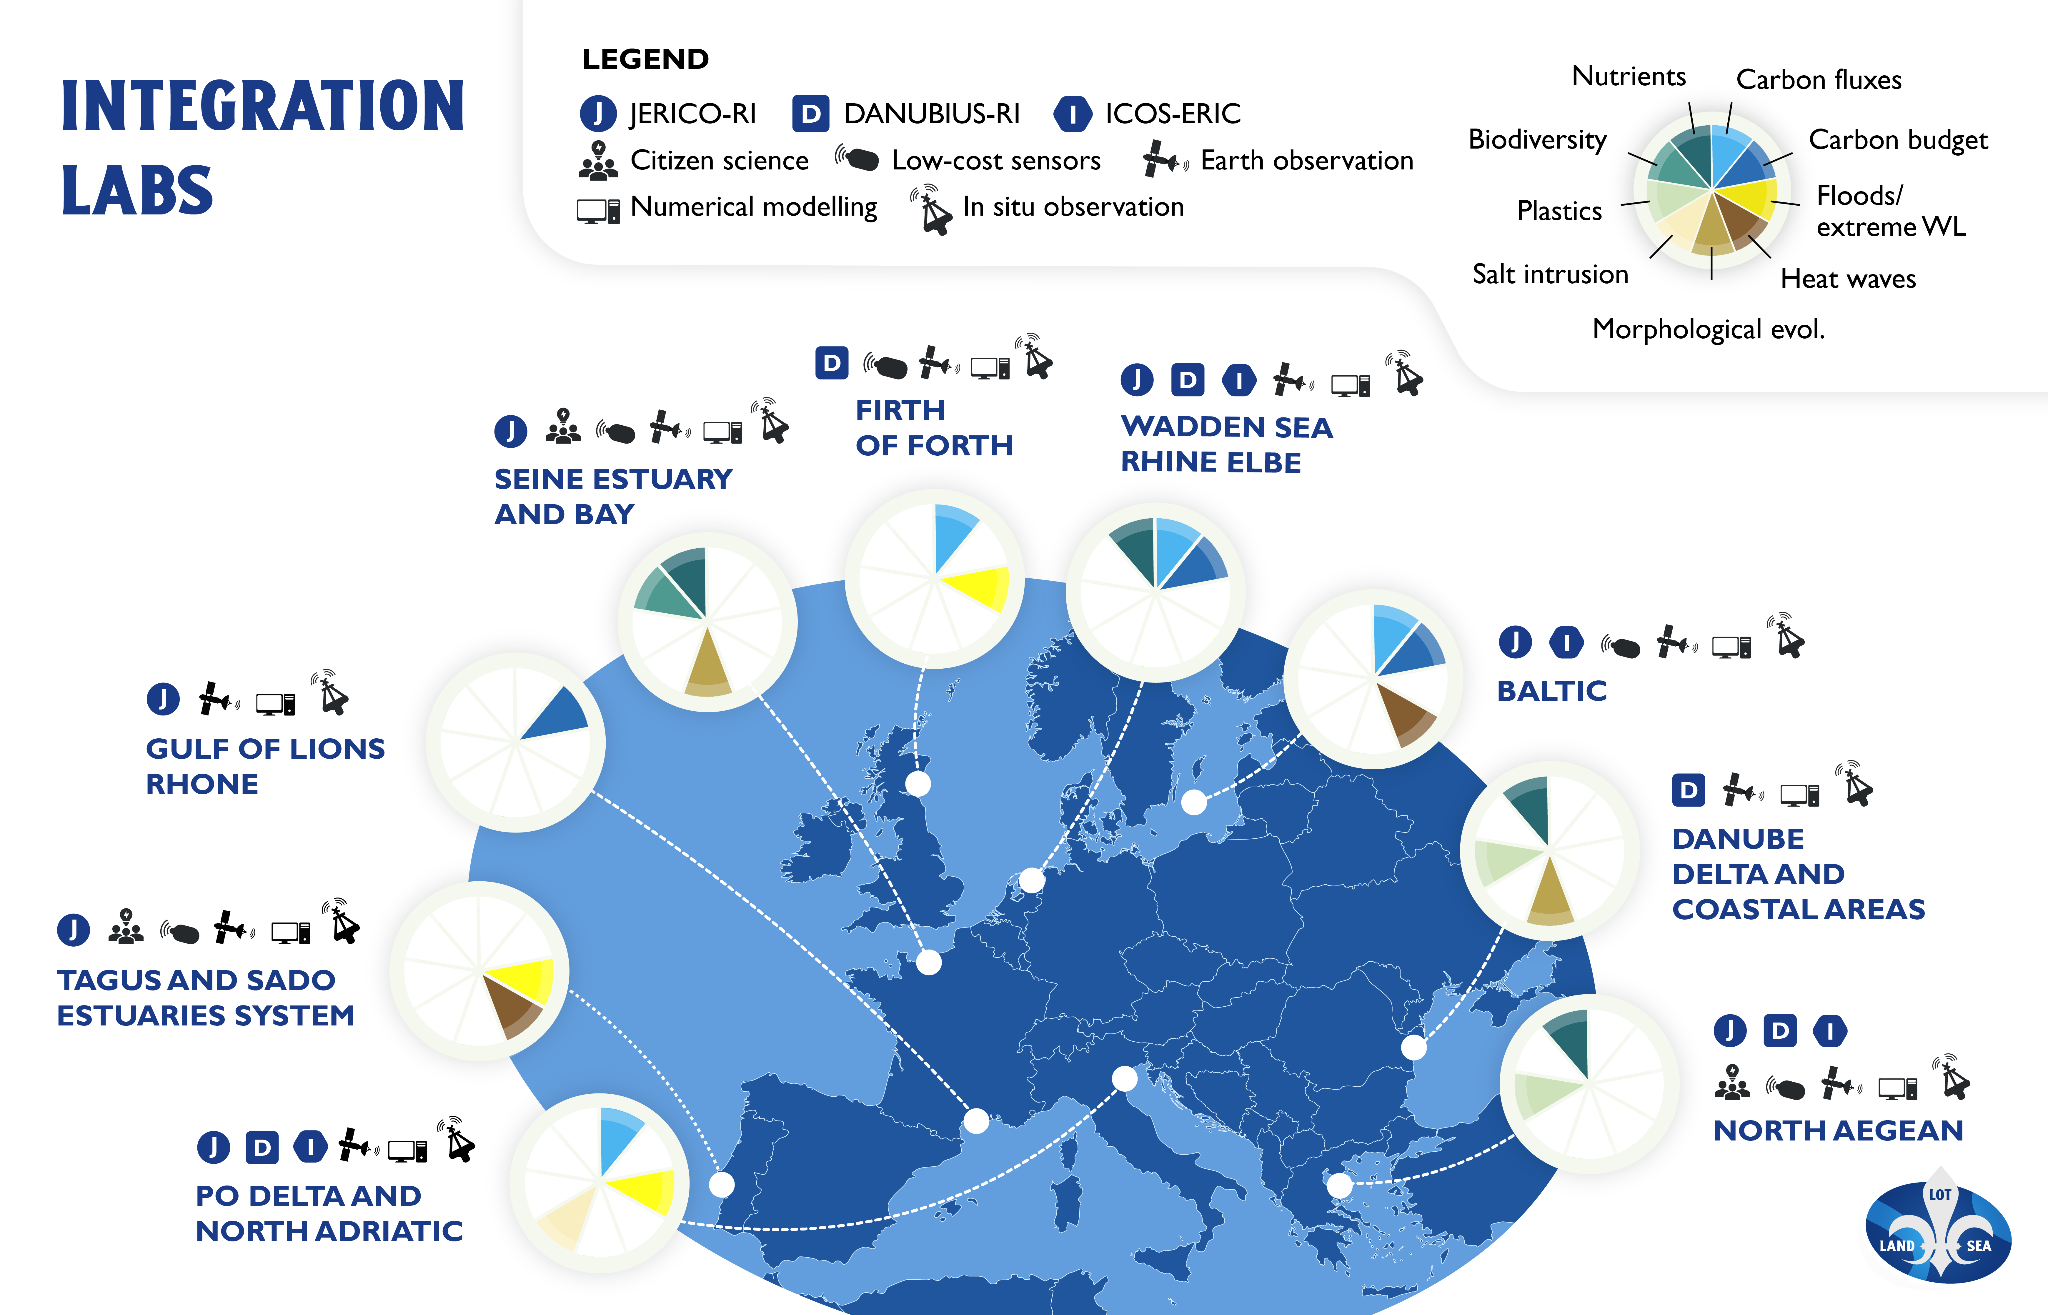 INTEGRATION
LABS
LEGEND
J JERICO-RI D DANUBIUS-RI I ICOS-ERIC
Citizen science Low-cost sensors Earth observation
Numerical modelling In situ observation
Nutrients Carbon fluxes
Biodiversity Carbon budget
Plastics Floods/
extreme WL
Salt intrusion Heat waves
Morphological evol.
D
FIRTH
OF FORTH
J D I
WADDEN SEA
RHINE ELBE
J
SEINE ESTUARY
AND BAY
J I
BALTIC
J
GULF OF LIONS
RHONE
D
DANUBE
DELTA AND
COASTAL AREAS
J
TAGUS AND SADO
ESTUARIES SYSTEM
J D I
NORTH AEGEAN
J D I
PO DELTA AND
NORTH ADRIATIC
LOT
LAND SEA